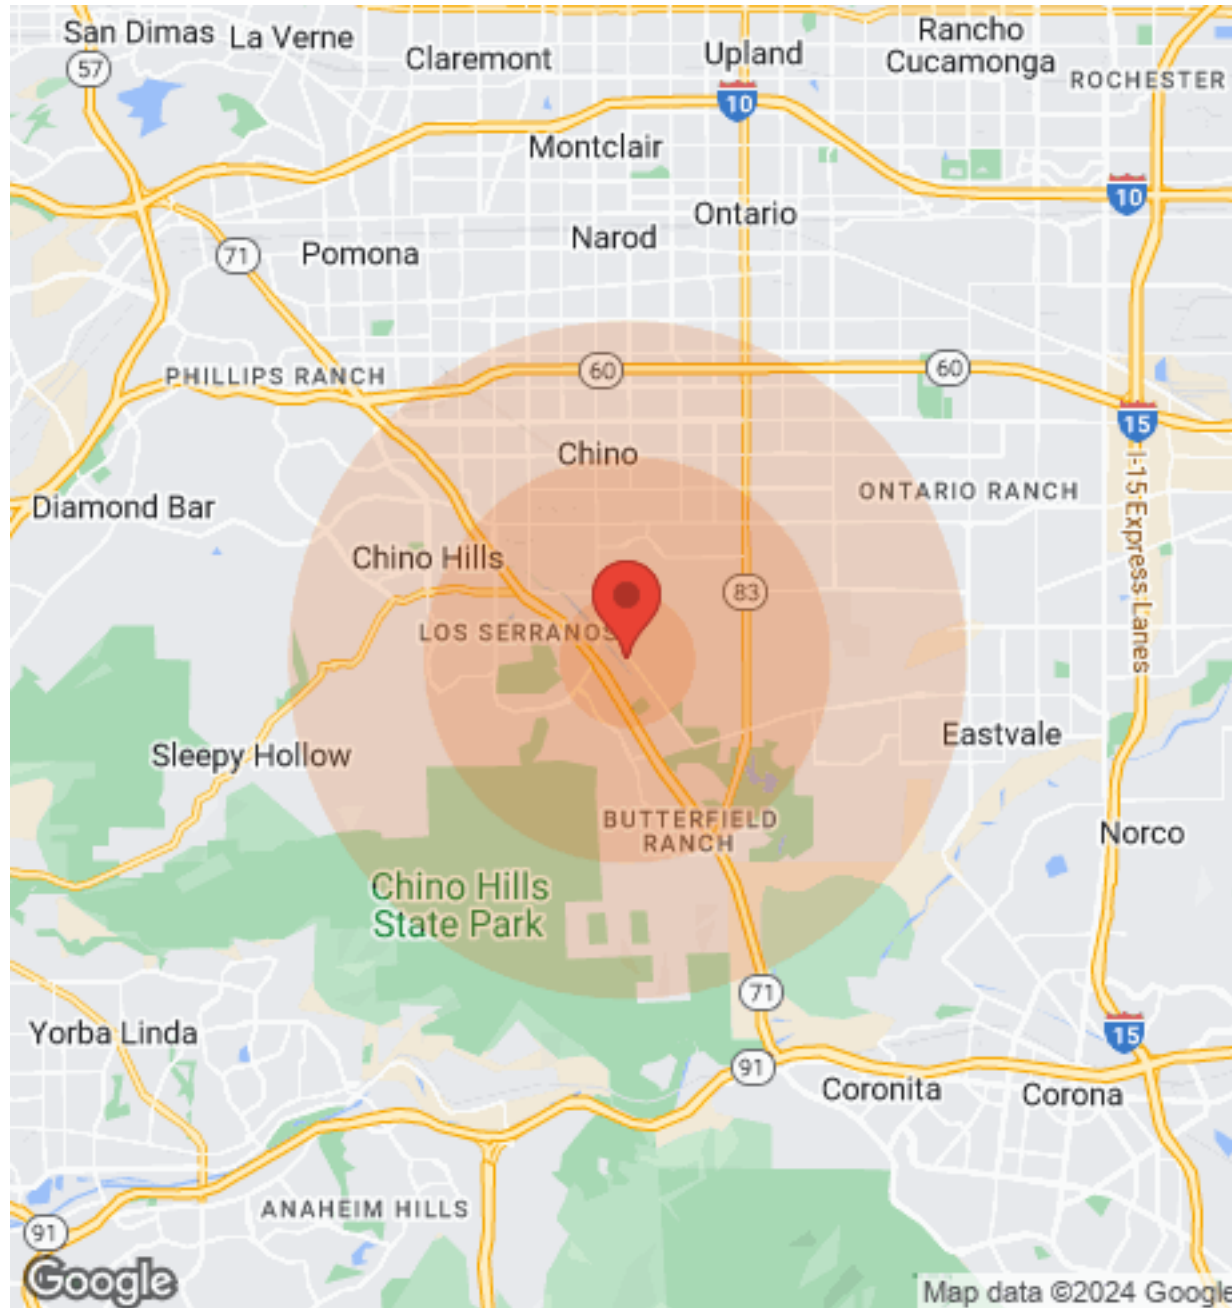 San Dimas
La Verne
Claremont
Upland
Rancho
Cucamonga
ROCHESTER
57
10
Montclair
10
Ontario
Narod
Pomona
71
PHILLIPS RANCH
60
60
15
Chino
ONTARIO RANCH
I-15 Express Lanes
Diamond Bar
Chino Hills
83
LOS SERRANOS
Eastvale
Sleepy Hollow
BUTTERFIELD
RANCH
Norco
Chino Hills
State Park
71
Yorba Linda
15
91
Coronita
Corona
ANAHEIM HILLS
91
Google
Map data ©2024 Google